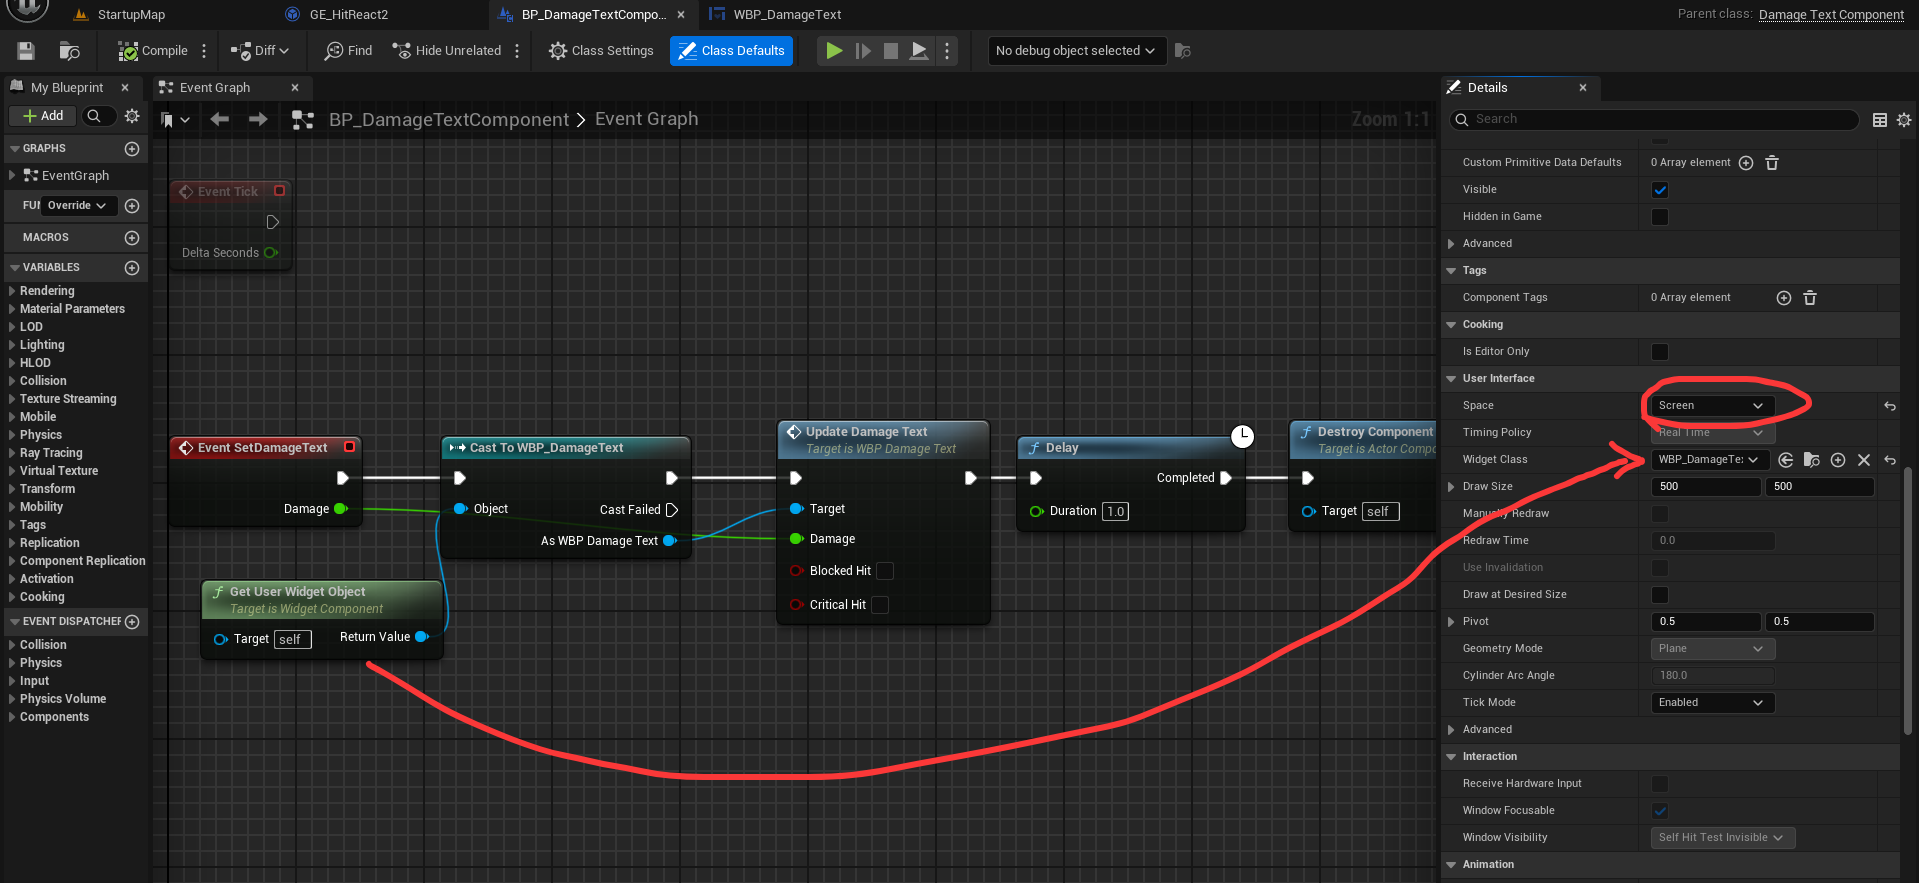 StartupMap
GE_HitReact2
BP_DamageTextCompo...
WBP_DamageText
Parent class: Damage Text Component
Compile
Diff
Find
Hide Unrelated
Class Settings
Class Defaults
No debug object selected
My Blueprint
Event Graph
Details
Add
BP_DamageTextComponent > Event Graph
Zoom 1:1
Search
GRAPHS
EventGraph
Override
MACROS
VARIABLES
Rendering
Material Parameters
LOD
Lighting
HLOD
Collision
Texture Streaming
Mobile
Physics
Ray Tracing
Virtual Texture
Transform
Mobility
Tags
Replication
Component Replication
Activation
Cooking
EVENT DISPATCHER
Collision
Physics
Input
Physics Volume
Components
Event Tick
Delta Seconds
Event SetDamageText
Damage
Get User Widget Object
Target is Widget Component
Target self
Return Value
Cast To WBP_DamageText
Object
Cast Failed
As WBP Damage Text
Update Damage Text
Target is WBP Damage Text
Target
Damage
Blocked Hit
Critical Hit
Delay
Completed
Duration 1.0
Destroy Component
Target is Actor Compo
Target self
Custom Primitive Data Defaults 0 Array element
Visible
Hidden in Game
Advanced
Tags
Component Tags 0 Array element
Cooking
Is Editor Only
User Interface
Space Screen
Timing Policy Real Time
Widget Class WBP_DamageTe
Draw Size 500 500
Manually Redraw
Redraw Time 0.0
Use Invalidation
Draw at Desired Size
Pivot 0.5 0.5
Geometry Mode Plane
Cylinder Arc Angle 180.0
Tick Mode Enabled
Advanced
Interaction
Receive Hardware Input
Window Focusable
Window Visibility Self Hit Test Invisible
Animation